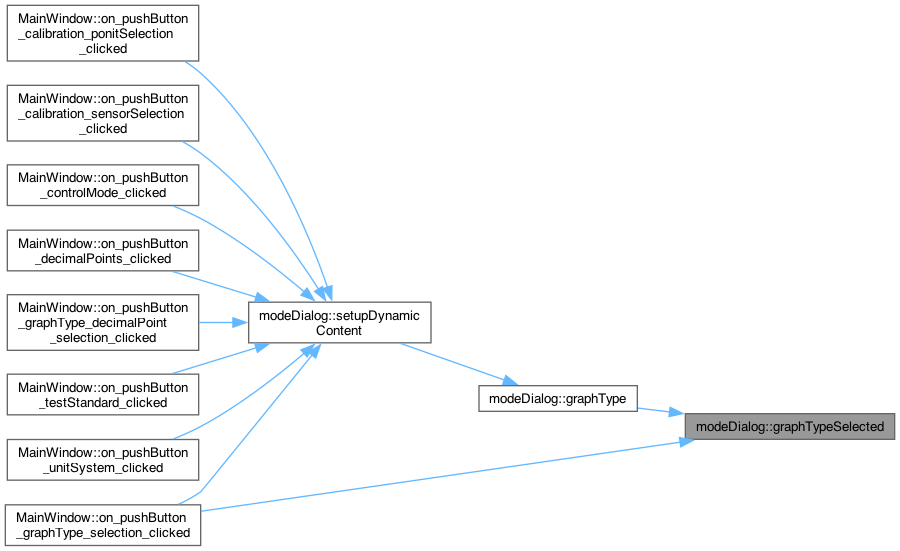 MainWindow::on_pushButton
_calibration_ponitSelection
_clicked
MainWindow::on_pushButton
_calibration_sensorSelection
_clicked
MainWindow::on_pushButton
_controlMode_clicked
MainWindow::on_pushButton
_decimalPoints_clicked
MainWindow::on_pushButton
_graphType_decimalPoint
_selection_clicked
MainWindow::on_pushButton
_testStandard_clicked
MainWindow::on_pushButton
_unitSystem_clicked
MainWindow::on_pushButton
_graphType_selection_clicked
modeDialog::setupDynamic
Content
modeDialog::graphType
modeDialog::graphTypeSelected